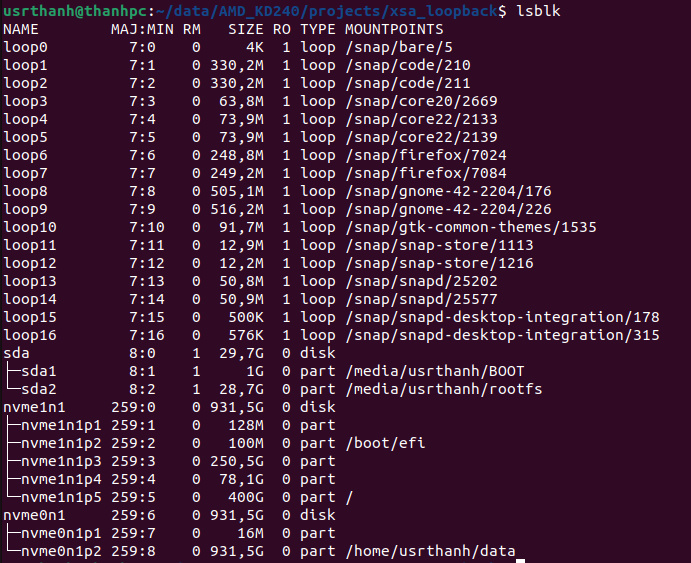 usrthanh@thanhpc:~/data/AMD_KD240/projects/xsa_loopback$ lsblk
NAME        MAJ:MIN RM   SIZE RO TYPE MOUNTPOINTS
loop0         7:0    0     4K  1 loop /snap/bare/5
loop1         7:1    0 330,2M  1 loop /snap/code/210
loop2         7:2    0 330,2M  1 loop /snap/code/211
loop3         7:3    0  63,8M  1 loop /snap/core20/2669
loop4         7:4    0  73,9M  1 loop /snap/core22/2133
loop5         7:5    0  73,9M  1 loop /snap/core22/2139
loop6         7:6    0 248,8M  1 loop /snap/firefox/7024
loop7         7:7    0 249,2M  1 loop /snap/firefox/7084
loop8         7:8    0 505,1M  1 loop /snap/gnome-42-2204/176
loop9         7:9    0 516,2M  1 loop /snap/gnome-42-2204/226
loop10        7:10   0  91,7M  1 loop /snap/gtk-common-themes/1535
loop11        7:11   0  12,9M  1 loop /snap/snap-store/1113
loop12        7:12   0  12,2M  1 loop /snap/snap-store/1216
loop13        7:13   0  50,8M  1 loop /snap/snapd/25202
loop14        7:14   0  50,9M  1 loop /snap/snapd/25577
loop15        7:15   0   500K  1 loop /snap/snapd-desktop-integration/178
loop16        7:16   0   576K  1 loop /snap/snapd-desktop-integration/315
sda           8:0    1  29,7G  0 disk
├─sda1        8:1    1     1G  0 part /media/usrthanh/BOOT
└─sda2        8:2    1  28,7G  0 part /media/usrthanh/rootfs
nvme1n1     259:0    0 931,5G  0 disk
├─nvme1n1p1 259:1    0   128M  0 part
├─nvme1n1p2 259:2    0   100M  0 part /boot/efi
├─nvme1n1p3 259:3    0 250,5G  0 part
├─nvme1n1p4 259:4    0  78,1G  0 part
└─nvme1n1p5 259:5    0   400G  0 part /
nvme0n1     259:6    0 931,5G  0 disk
├─nvme0n1p1 259:7    0    16M  0 part
└─nvme0n1p2 259:8    0 931,5G  0 part /home/usrthanh/data